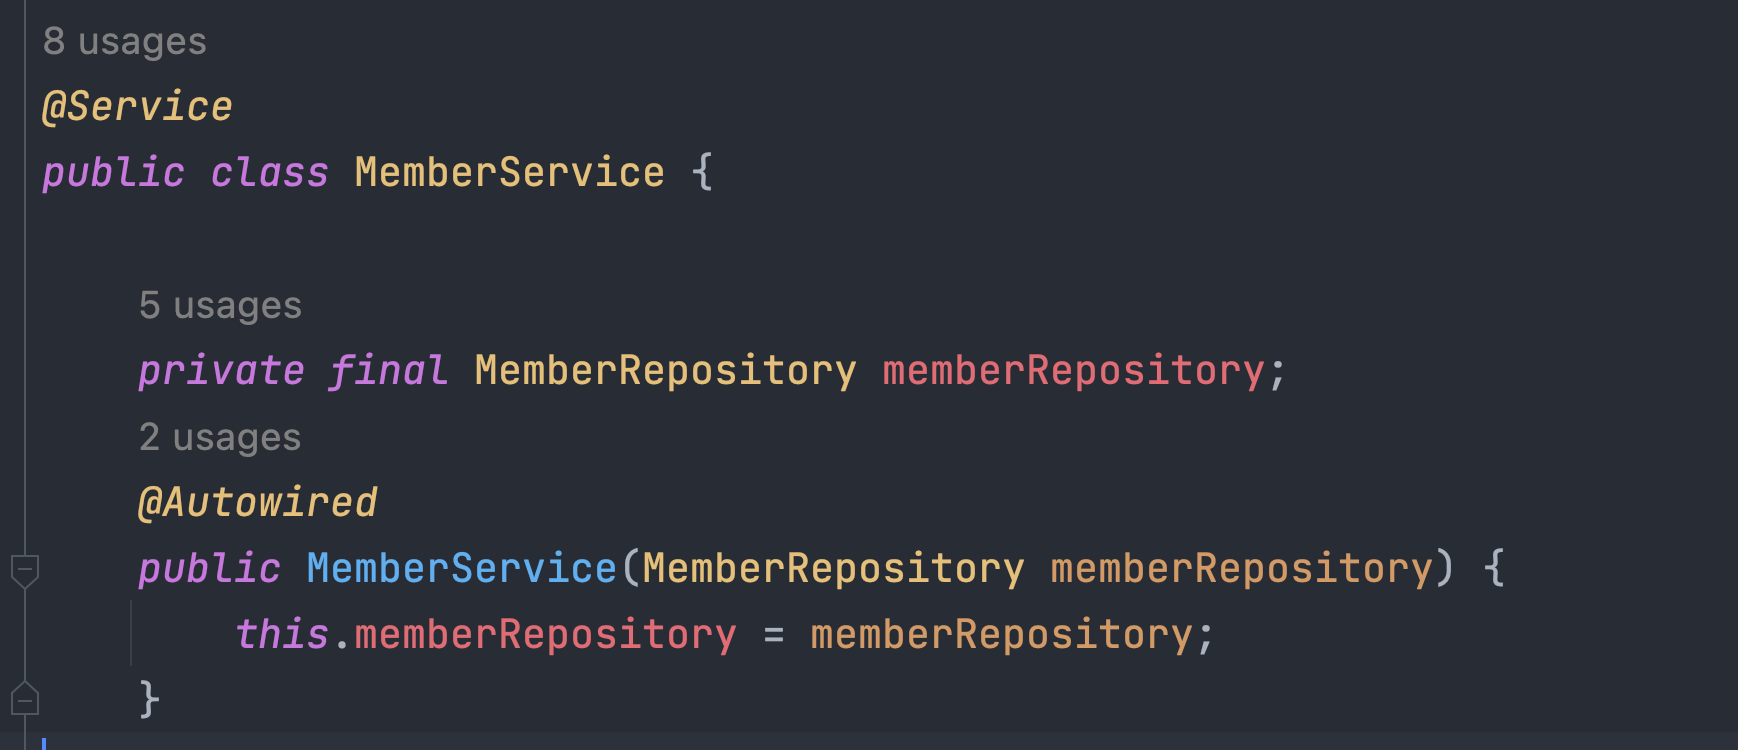 8 usages
@Service
public class MemberService {
5 usages
private final MemberRepository memberRepository;
2 usages
@Autowired
public MemberService(MemberRepository memberRepository) {
this.memberRepository = memberRepository;
}